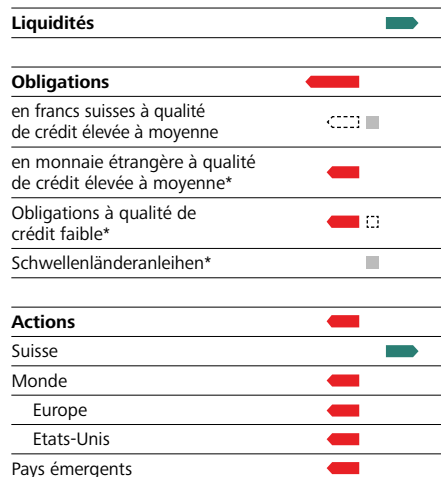 Liquidités
Obligations
en francs suisses à qualité
de crédit élevée à moyenne
en monnaie étrangère à qualité
de crédit élevée à moyenne*
Obligations à qualité de
crédit faible*
Schwellenländeranleihen*
Actions
Suisse
Monde
Europe
Etats-Unis
Pays émergents